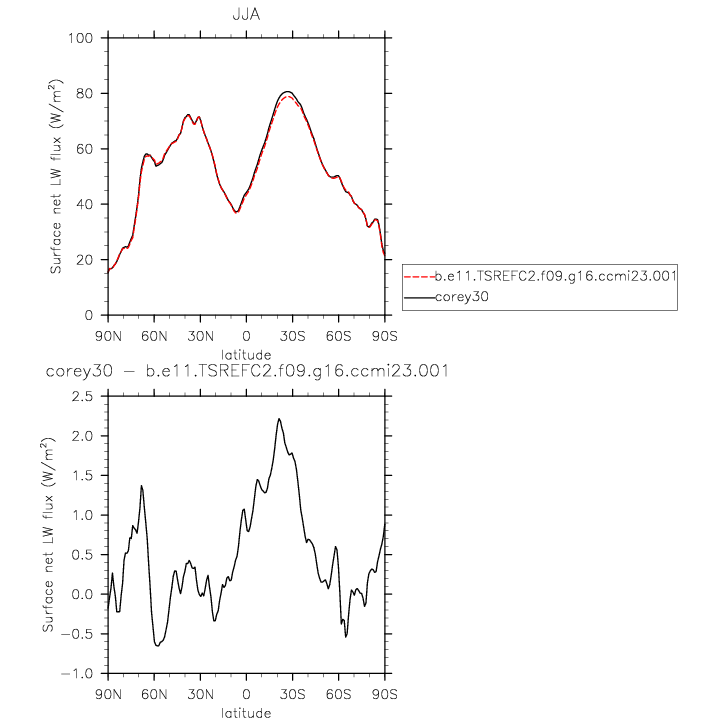 JJA
100
80
60
40
20
0
Surface net LW flux (W/m²)
90N 60N 30N 0 30S 60S 90S
latitude
b.e11.TSREFC2.f09.g16.ccmi23.001
corey30
corey30 − b.e11.TSREFC2.f09.g16.ccmi23.001
2.5
2.0
1.5
1.0
0.5
0.0
−0.5
−1.0
Surface net LW flux (W/m²)
90N 60N 30N 0 30S 60S 90S
latitude